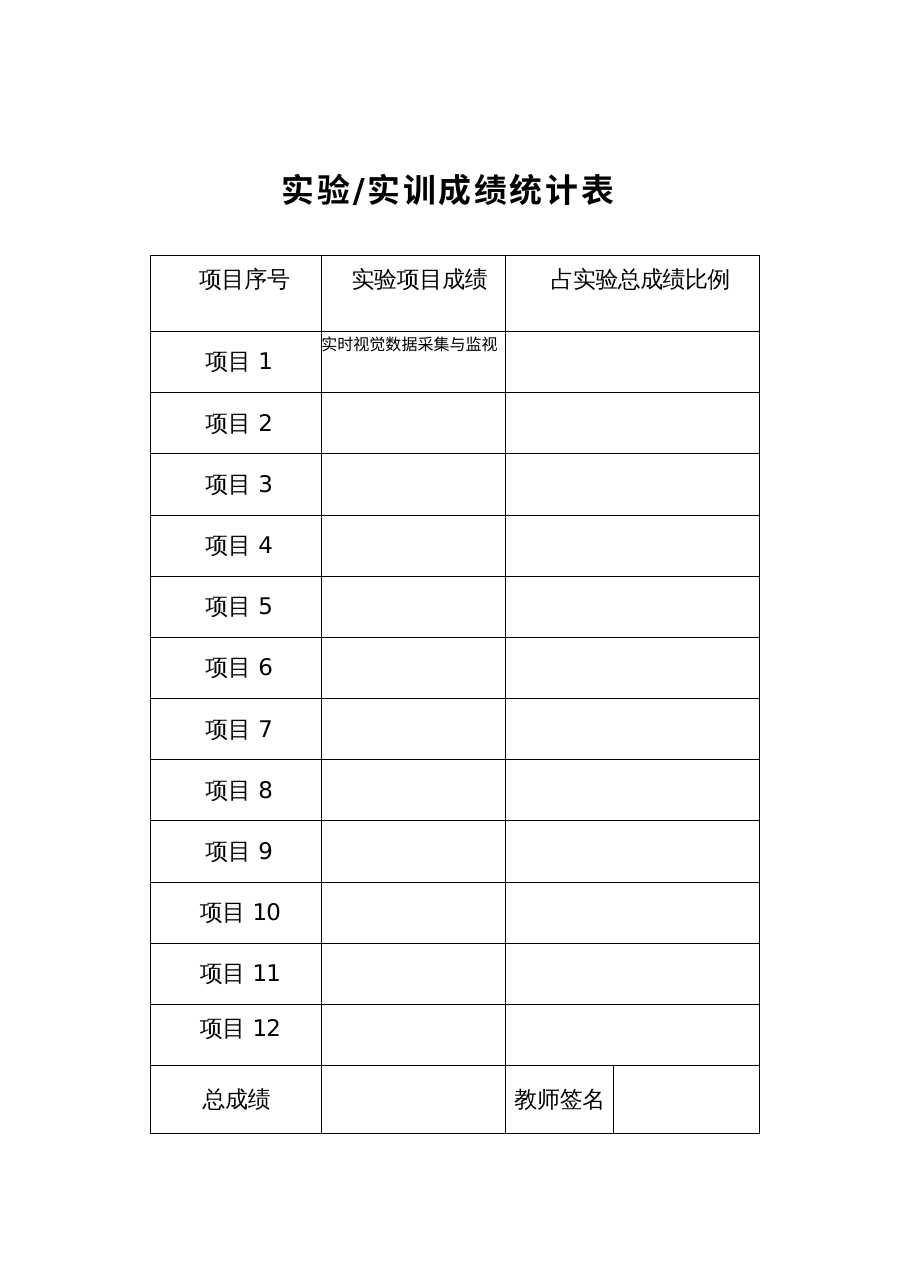 实验/实训成绩统计表
项目序号 实验项目成绩 占实验总成绩比例
项目 1 实时视觉数据采集与监视
项目 2
项目 3
项目 4
项目 5
项目 6
项目 7
项目 8
项目 9
项目 10
项目 11
项目 12
总成绩 教师签名